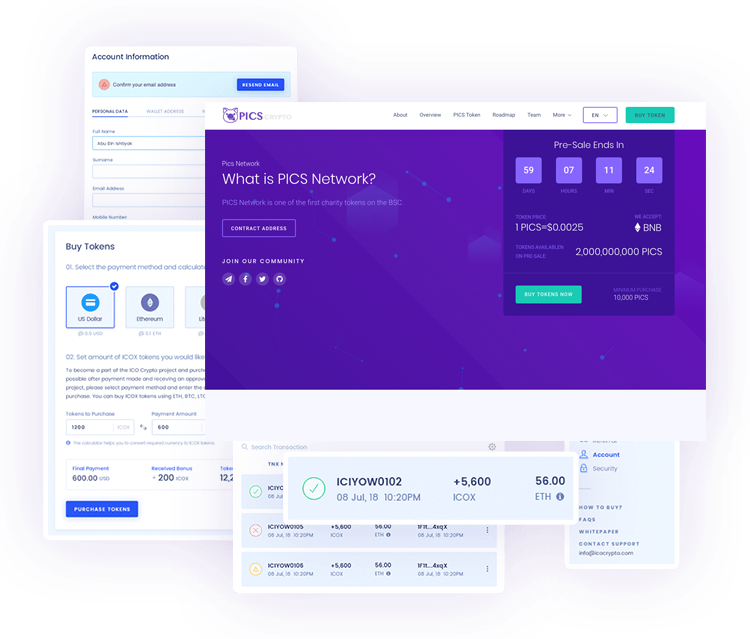 Account Information
Confirm your email address
RESEND EMAIL
PERSONAL DATA
WALLET ADDRESS
Full Name
Abu Bin Ishtiyak
Surname
Email Address
Mobile Number
PICS CRYPTO
About
Overview
PICS Token
Roadmap
Team
More
EN
BUY TOKEN
Pics Network
What is PICS Network?
PICS Network is one of the first charity tokens on the BSC
CONTRACT ADDRESS
JOIN OUR COMMUNITY
Pre-Sale Ends In
59
07
11
24
DAYS
HOURS
MIN
SEC
TOKEN PRICE
WE ACCEPT
1 PICS=$0.0025
BNB
TOKENS AVAILABLEN
ON PRE SALE
2,000,000,000 PICS
BUY TOKENS NOW
MINIMUM PURCHASE
10,000 PICS
Buy Tokens
01. Select the payment method and calculate
US Dollar
Ethereum
@ 0.5 USD
@ 0.1 ETH
02. Set amount of ICOX tokens you would like
To become a part of the ICO Crypto project and purchase
possible after payment made and receving an approve
project, please select payment method and enter the
purchase. You can buy ICOX tokens using ETH, BTC, LTC
Tokens to Purchase
Payment Amount
1200
ICOX
600
This calculator helps you to convert required currency to ICOX tokens.
Final Payment
Received Bonus
600.00 USD
+ 200 ICOX
PURCHASE TOKENS
Search Transaction
TNX
ICIYOW0102
+5,600
56.00
08 Jul, 18 10:20PM
ICOX
ETH
ICIYOW0105
+5,600
56.00
1F1t....4xqX
08 Jul, 18 10:20PM
ICOX
ETH
08 Jul, 18 10:20PM
ICIYOW0106
+5,600
56.00
1F1t....4xqX
08 Jul, 18 10:20PM
ICOX
ETH
08 Jul, 18 10:20PM
Account
Security
HOW TO BUY?
FAQS
WHITEPAPER
CONTACT SUPPORT
info@icocrypto.com